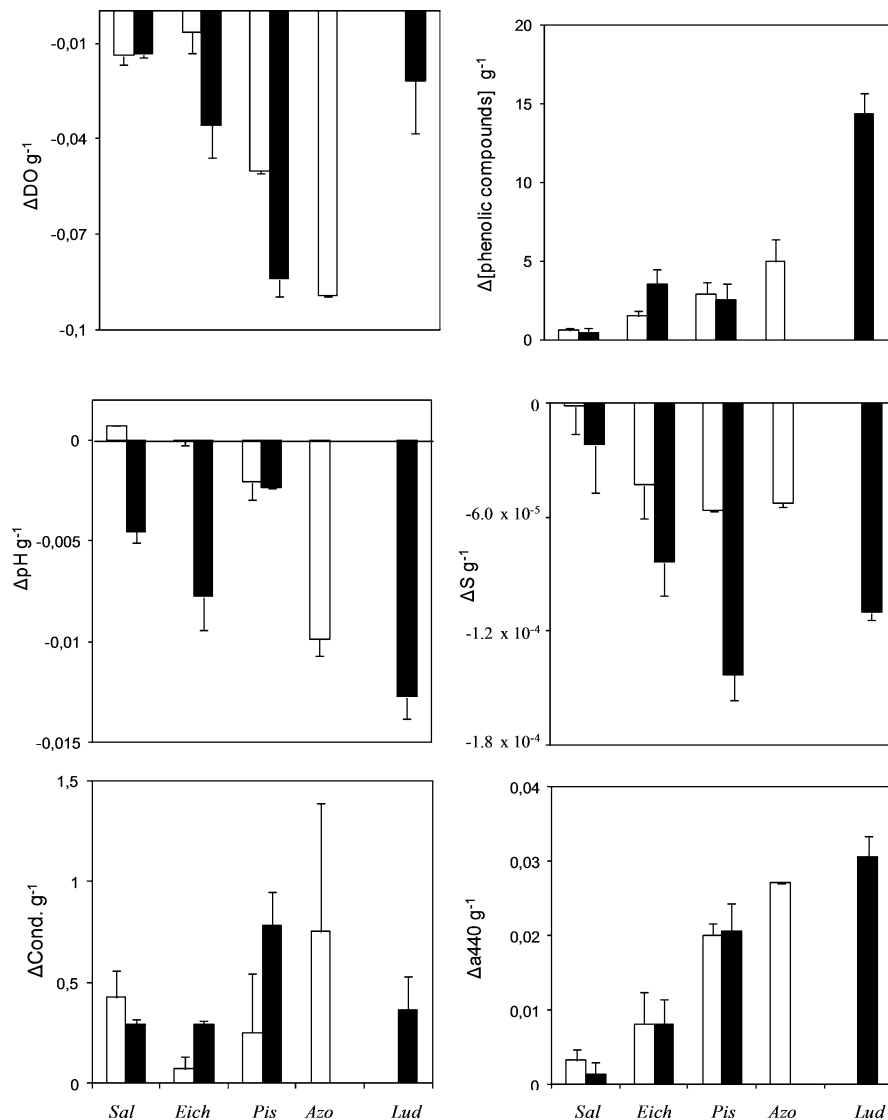 -0,01
-0,04
-0,07
-0,1
ΔDO g-1
20
15
10
5
0
Δ[phenolic compounds] g-1
0
-0,005
-0,01
-0,015
ΔpH g-1
0
-6.0 x 10-5
-1.2 x 10-4
-1.8 x 10-4
ΔS g-1
1,5
1
0,5
0
ΔCond. g-1
Sal Eich Pis Azo Lud
0,04
0,03
0,02
0,01
0
Δa440 g-1
Sal Eich Pis Azo Lud